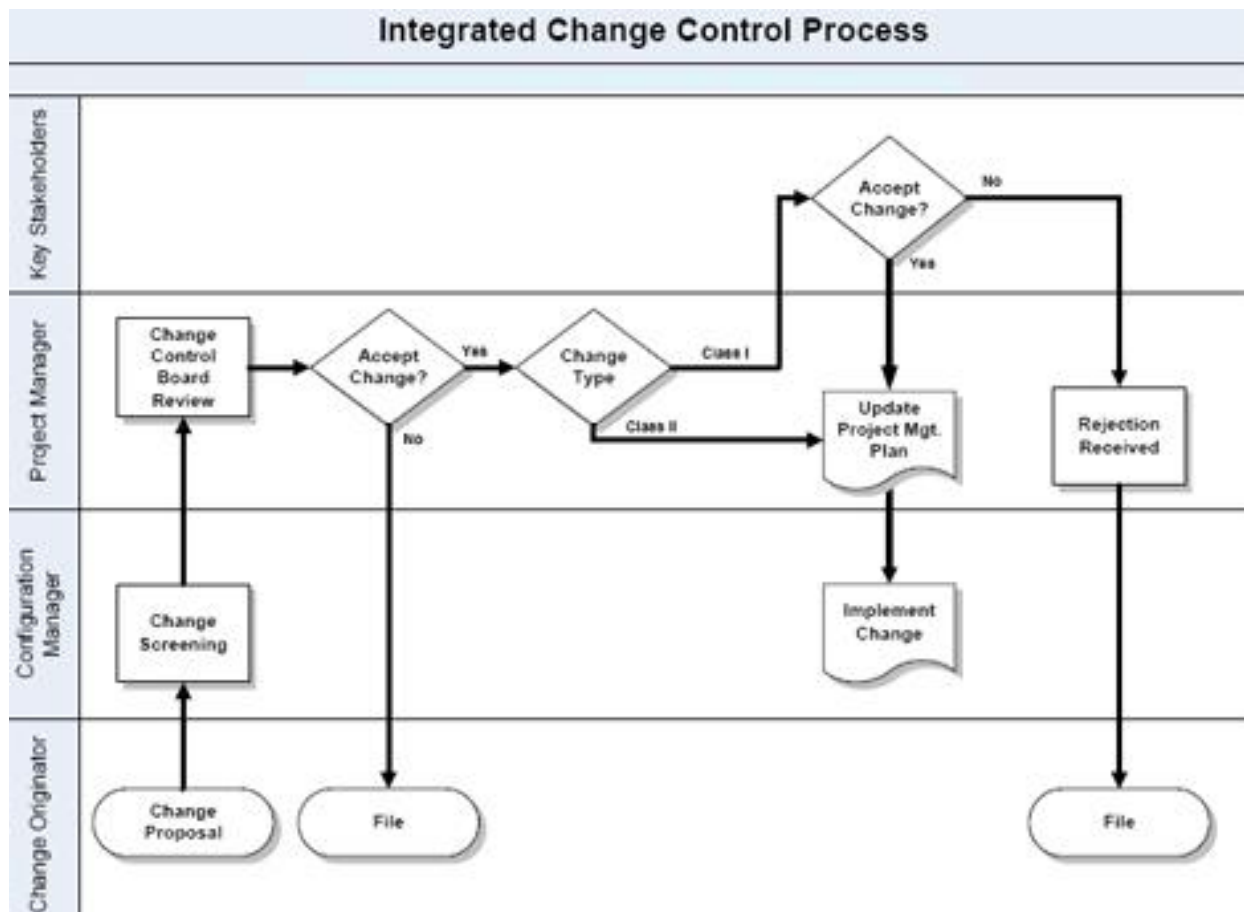 Integrated Change Control Process
Key Stakeholders
Accept
Change?
No
Yes
Project Manager
Change
Control
Board
Review
Accept
Change?
Yes
No
Change
Type
Class I
Class II
Update
Project Mgt.
Plan
Rejection
Received
Configuration
Manager
Change
Screening
Implement
Change
Change Originator
Change
Proposal
File
File